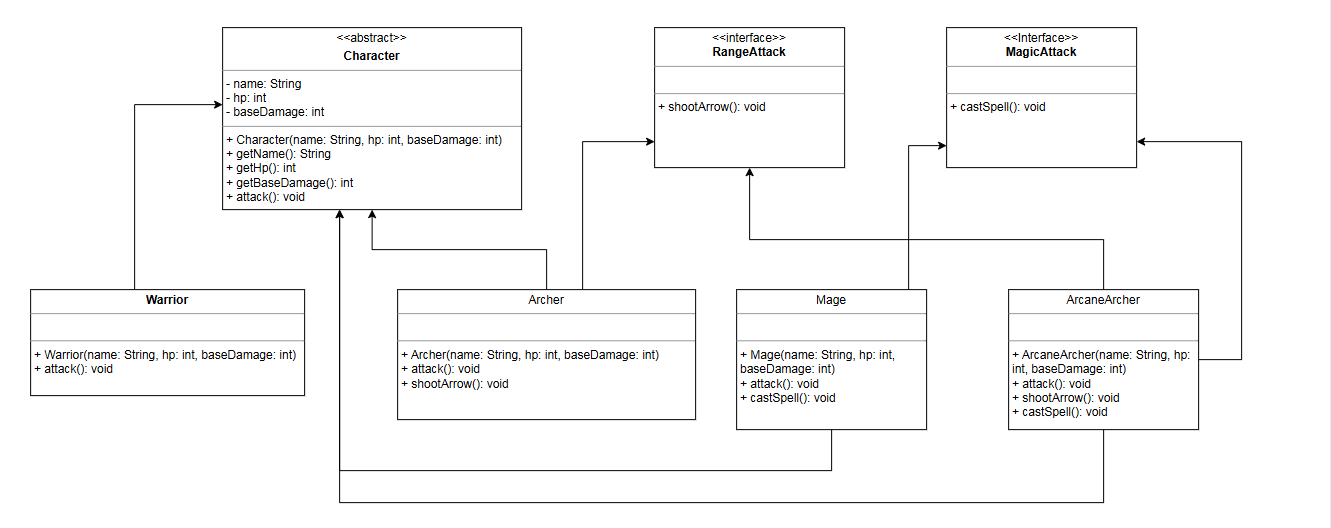 <<abstract>>
Character
- name: String
- hp: int
- baseDamage: int
+ Character(name: String, hp: int, baseDamage: int)
+ getName(): String
+ getHp(): int
+ getBaseDamage(): int
+ attack(): void
<<interface>>
RangeAttack
+ shootArrow(): void
<<Interface>>
MagicAttack
+ castSpell(): void
Warrior
+ Warrior(name: String, hp: int, baseDamage: int)
+ attack(): void
Archer
+ Archer(name: String, hp: int, baseDamage: int)
+ attack(): void
+ shootArrow(): void
Mage
+ Mage(name: String, hp: int,
baseDamage: int)
+ attack(): void
+ castSpell(): void
ArcaneArcher
+ ArcaneArcher(name: String, hp:
int, baseDamage: int)
+ attack(): void
+ shootArrow(): void
+ castSpell(): void